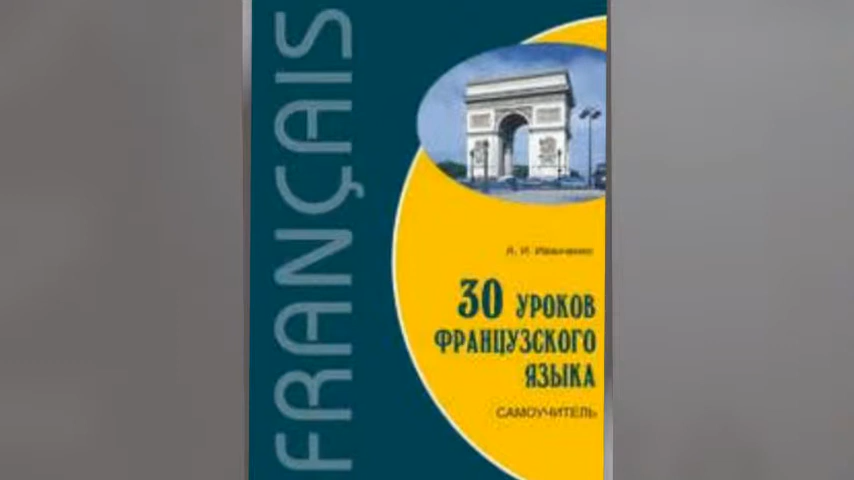 FRANÇAIS
А. И. Иванченко
30 УРОКОВ
ФРАНЦУЗСКОГО
ЯЗЫКА
САМОУЧИТЕЛЬ